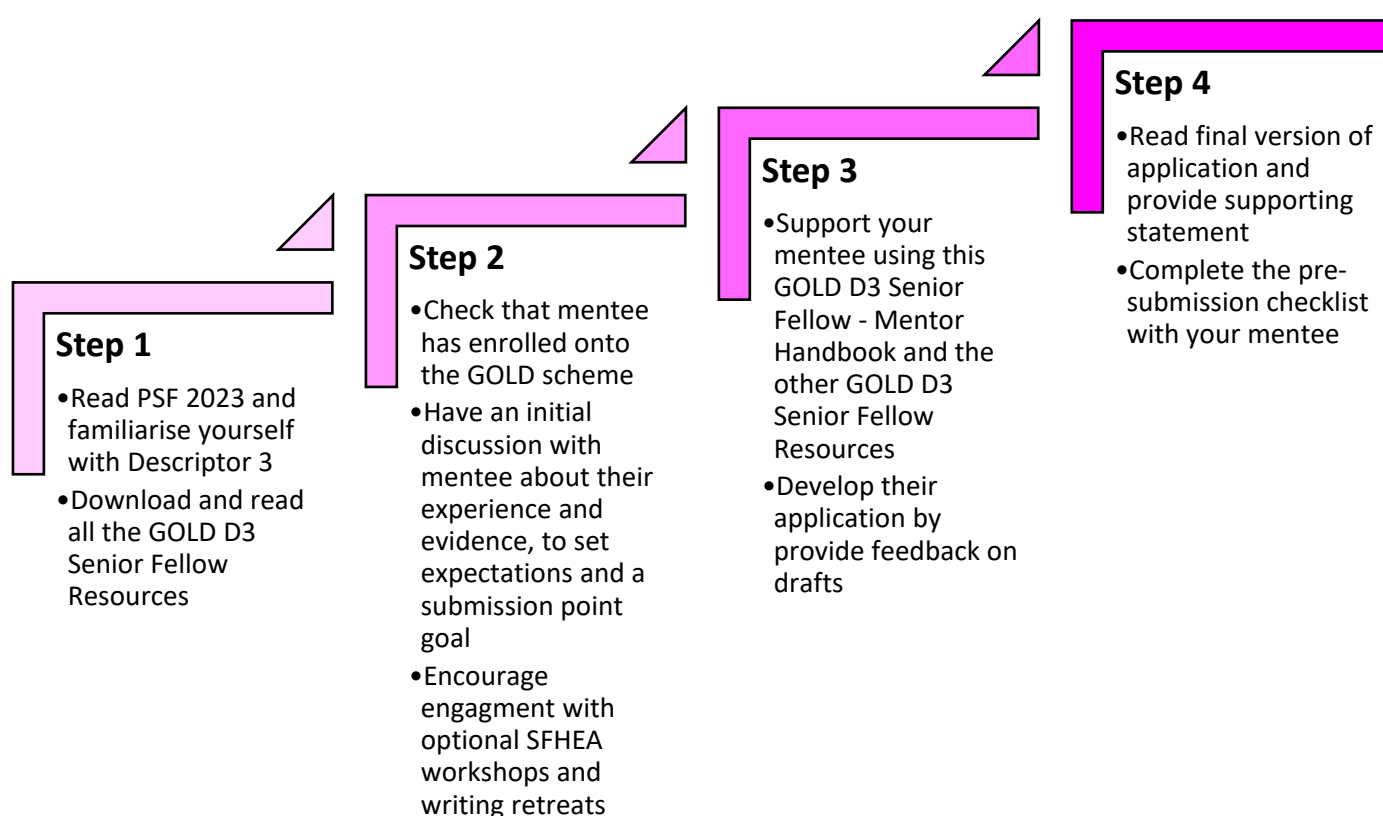 Step 1
•Read PSF 2023 and
familiarise yourself
with Descriptor 3
•Download and read
all the GOLD D3
Senior Fellow
Resources
Step 2
•Check that mentee
has enrolled onto
the GOLD scheme
•Have an initial
discussion with
mentee about their
experience and
evidence, to set
expectations and a
submission point
goal
•Encourage
engagment with
optional SFHEA
workshops and
writing retreats
Step 3
•Support your
mentee using this
GOLD D3 Senior
Fellow - Mentor
Handbook and the
other GOLD D3
Senior Fellow
Resources
•Develop their
application by
provide feedback on
drafts
Step 4
•Read final version of
application and
provide supporting
statement
•Complete the pre-
submission checklist
with your mentee